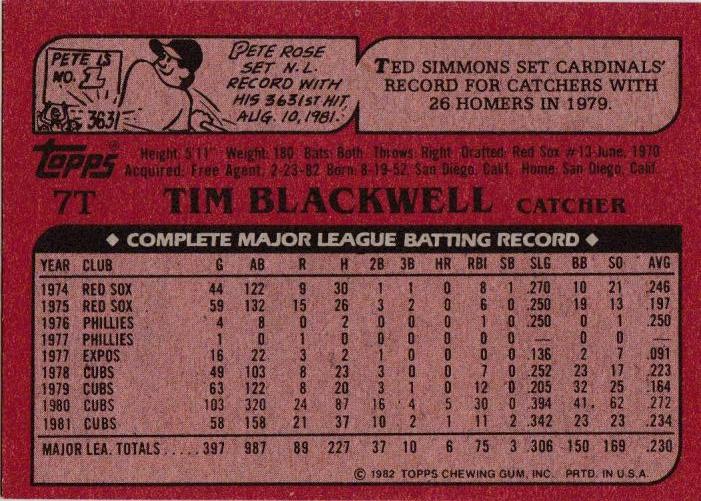 PETE IS
NO. 1
3631
PETE ROSE
SET N.L.
RECORD WITH
HIS 3631ST HIT,
AUG. 10, 1981.
TED SIMMONS SET CARDINALS'
RECORD FOR CATCHERS WITH
26 HOMERS IN 1979.
TOPPS®
Height: 5'11" Weight: 180 Bats: Both Throws: Right Drafted: Red Sox #13-June, 1970
Acquired: Free Agent, 2-23-82 Born: 8-19-52, San Diego, Calif. Home: San Diego, Calif.
7T TIM BLACKWELL CATCHER
◆ COMPLETE MAJOR LEAGUE BATTING RECORD ◆
YEAR CLUB G AB R H 2B 3B HR RBI SB SLG BB SO AVG
1974 RED SOX 44 122 9 30 1 1 0 8 1 .270 10 21 .246
1975 RED SOX 59 132 15 26 3 2 0 6 0 .250 19 13 .197
1976 PHILLIES 4 8 0 2 0 0 0 1 0 .250 0 1 .250
1977 PHILLIES 1 0 1 0 0 0 0 0 0 — 0 0 —
1977 EXPOS 16 22 3 2 1 0 0 0 0 .136 2 7 .091
1978 CUBS 49 103 8 23 3 0 0 7 0 .252 23 17 .223
1979 CUBS 63 122 8 20 3 1 0 12 0 .205 32 25 .164
1980 CUBS 103 320 24 87 16 4 5 30 0 .394 41 62 .272
1981 CUBS 58 158 21 37 10 2 1 11 2 .342 23 23 .234
MAJOR LEA. TOTALS ..... 397 987 89 227 37 10 6 75 3 .306 150 169 .230
© 1982 TOPPS CHEWING GUM, INC. PRTD. IN U.S.A.